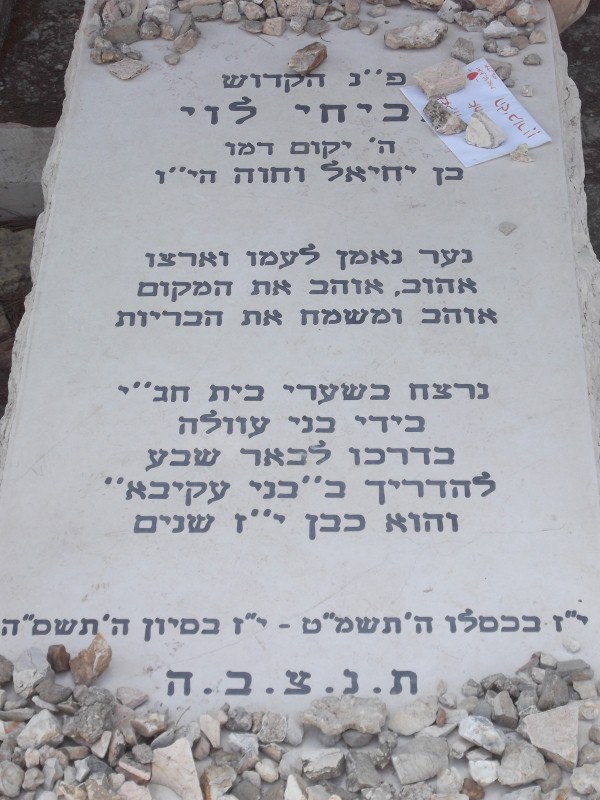 פ''נ הקדוש
אביחי לוי
ה' יקום דמו
בן יחיאל וחוה הי''ו
נער נאמן לעמו וארצו
אהוב, אוהב את המקום
אוהב ומשמח את הבריות
נרצח בשערי בית חג''י
בידי בני עוולה
בדרכו לבאר שבע
להדריך ב''בני עקיבא''
והוא כבן י''ז שנים
י"ז בכסלו ה'תשמ"ט - י"ז בסיון ה'תשס"ה
ת.נ.צ.ב.ה